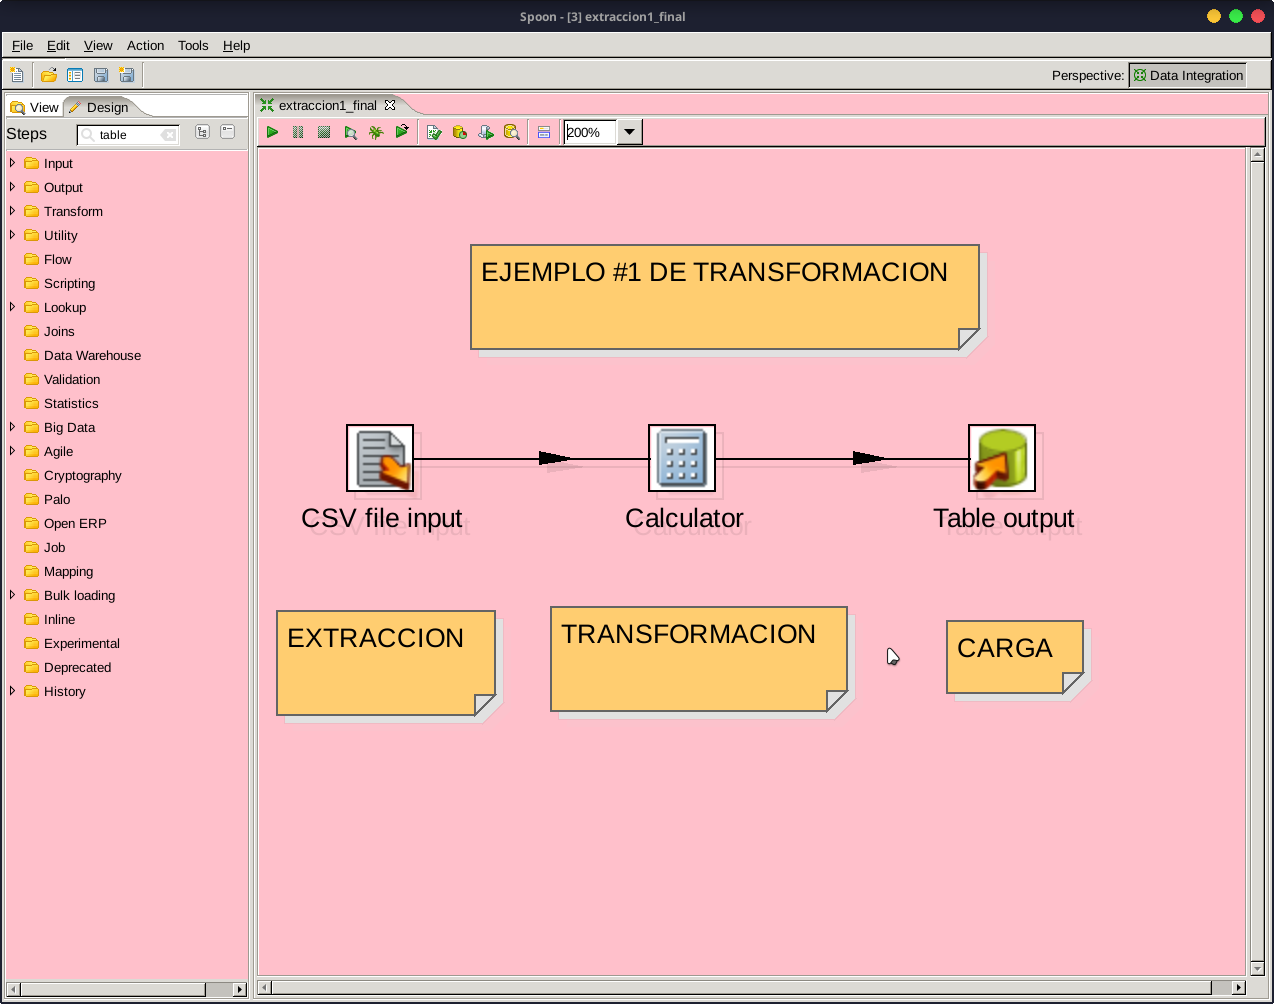 Spoon - [3] extraccion1_final
File Edit View Action Tools Help
Perspective: Data Integration
View Design
extraccion1_final
Steps table
200%
Input
Output
Transform
Utility
Flow
Scripting
Lookup
Joins
Data Warehouse
Validation
Statistics
Big Data
Agile
Cryptography
Palo
Open ERP
Job
Mapping
Bulk loading
Inline
Experimental
Deprecated
History
EJEMPLO #1 DE TRANSFORMACION
CSV file input
Calculator
Table output
EXTRACCION
TRANSFORMACION
CARGA